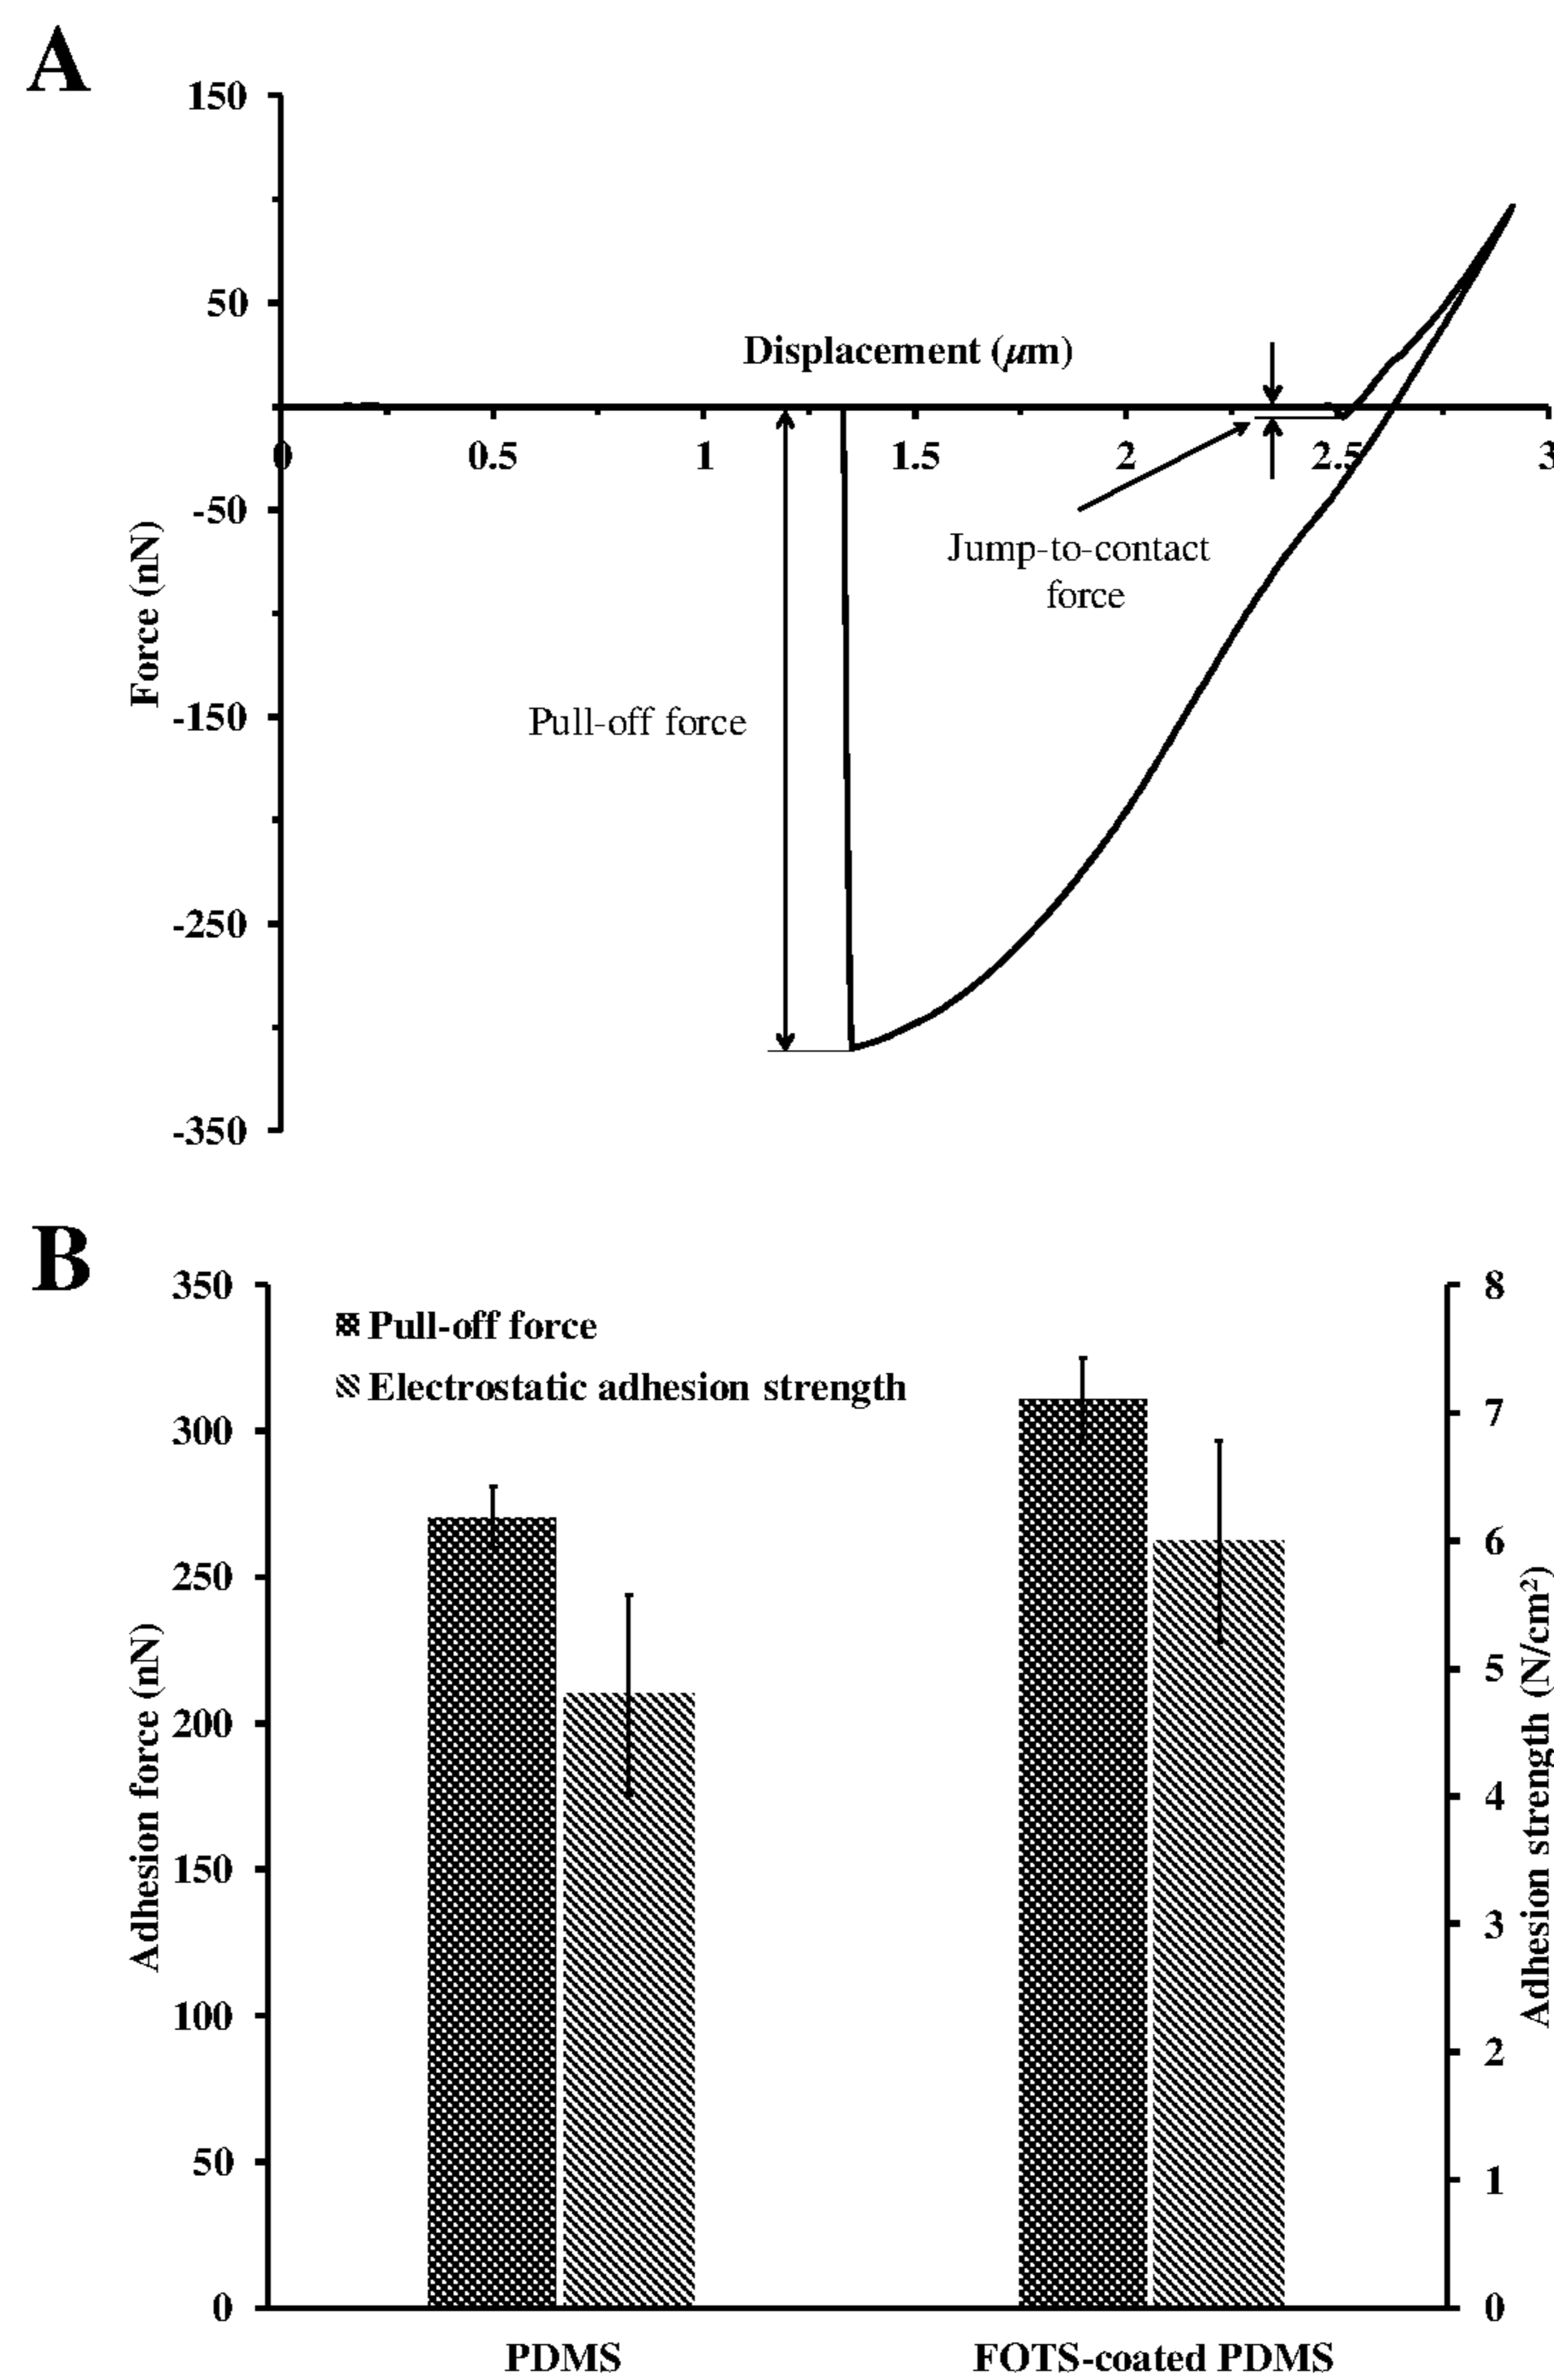 A
150
50
Displacement (μm)
0
0.5
1
1.5
2
2.5
3
-50
Jump-to-contact
force
Force (nN)
-150
Pull-off force
-250
-350
B
350
8
Pull-off force
Electrostatic adhesion strength
300
7
250
6
200
5
150
4
100
3
50
2
0
1
0
Adhesion force (nN)
Adhesion strength (N/cm²)
PDMS
FOTS-coated PDMS